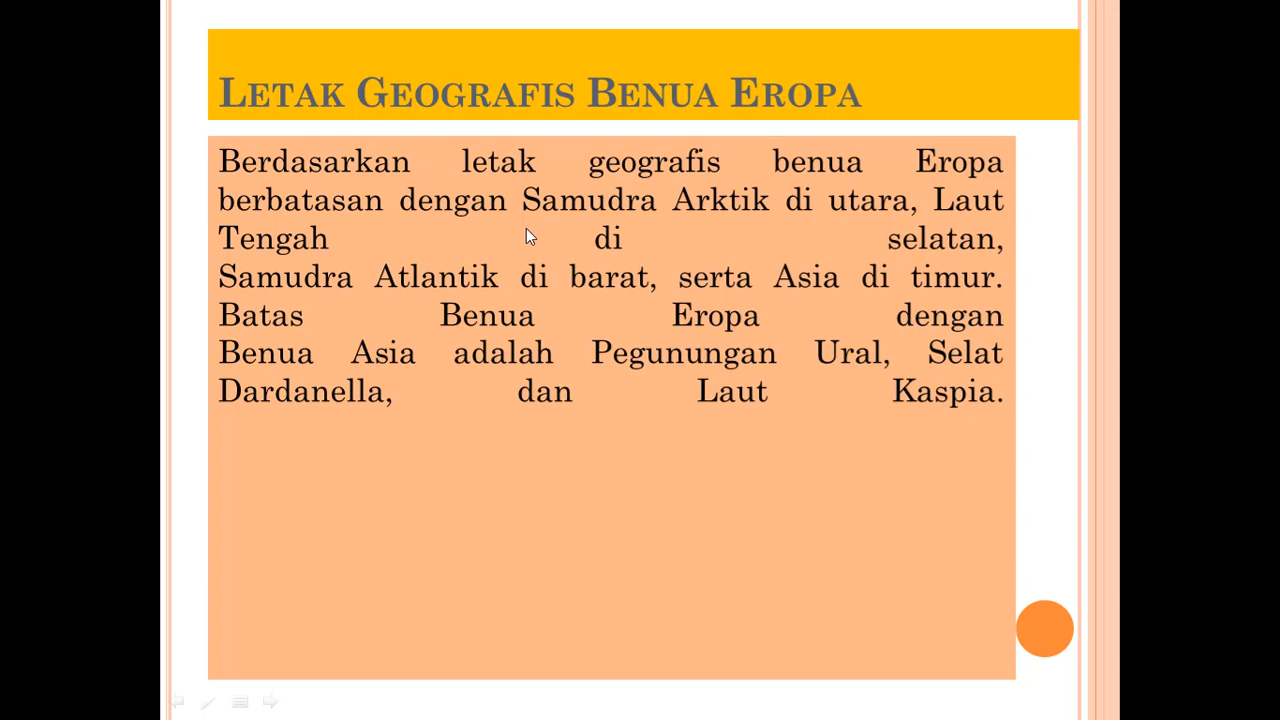 Letak Geografis Benua Eropa
Berdasarkan letak geografis benua Eropa
berbatasan dengan Samudra Arktik di utara, Laut
Tengah di selatan,
Samudra Atlantik di barat, serta Asia di timur.
Batas Benua Eropa dengan
Benua Asia adalah Pegunungan Ural, Selat
Dardanella, dan Laut Kaspia.